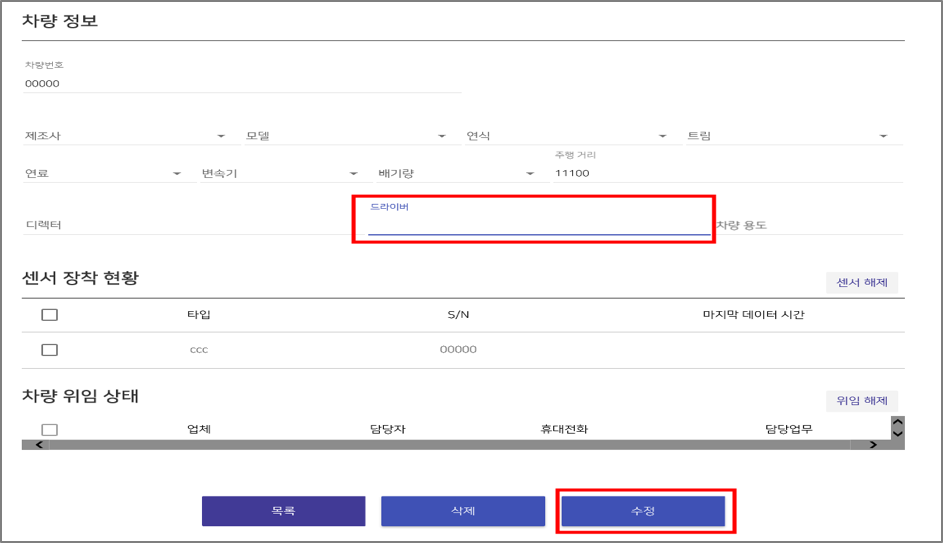 차량 정보
차량번호
00000
제조사 모델 연식 트림
주행 거리
연료 변속기 배기량 11100
드라이버
디렉터 차량 용도
센서 장착 현황 센서 해제
타입 S/N 마지막 데이터 시간
ccc 00000
차량 위임 상태 위임 해제
업체 담당자 휴대전화 담당업무
목록 삭제 수정